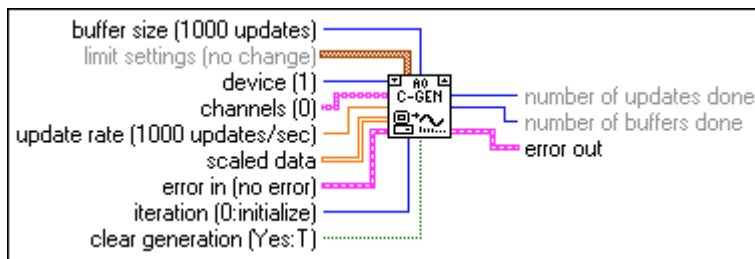 buffer size (1000 updates)
limit settings (no change)
device (1)
channels (0)
update rate (1000 updates/sec)
scaled data
error in (no error)
iteration (0:initialize)
clear generation (Yes:T)
AO
C-GEN
number of updates done
number of buffers done
error out